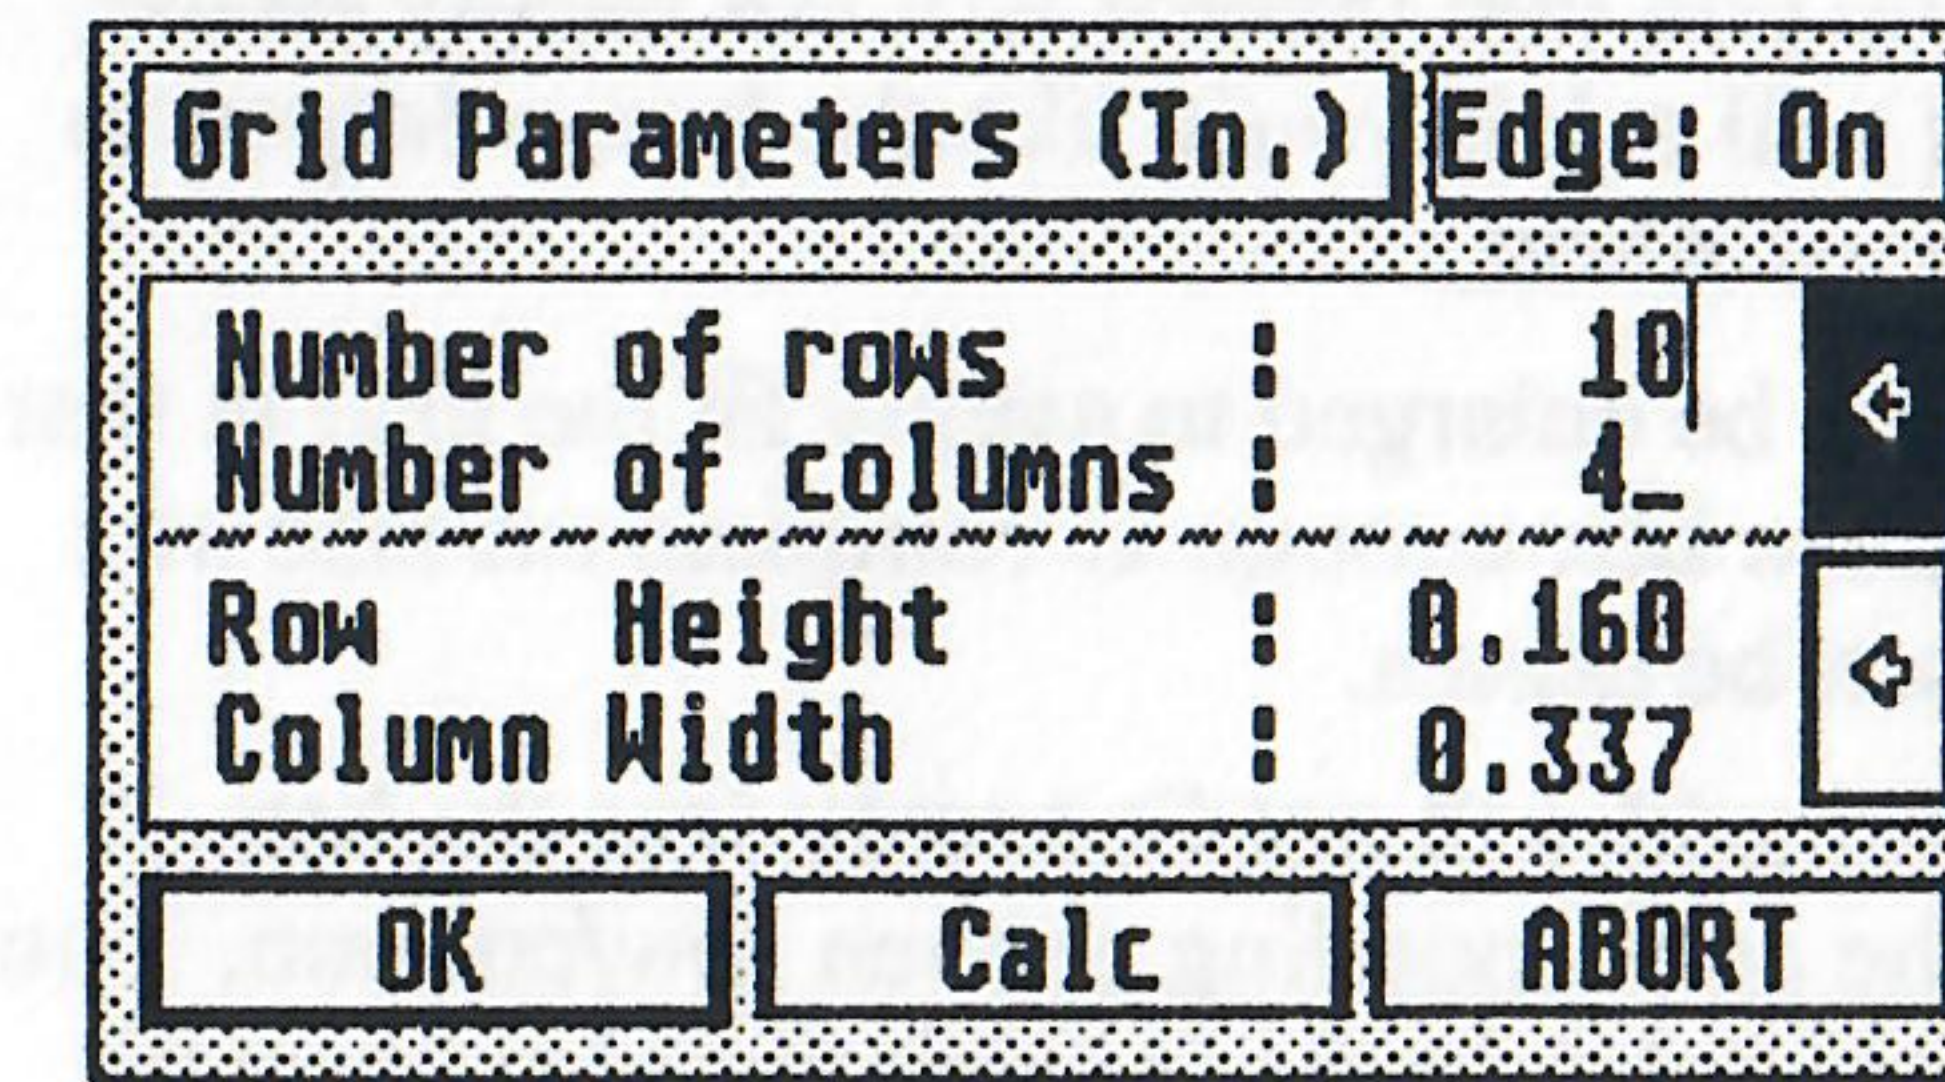 Grid Parameters (In.) Edge: On
Number of rows : 10
Number of columns : 4_
Row Height : 0.160
Column Width : 0.337
OK Calc ABORT